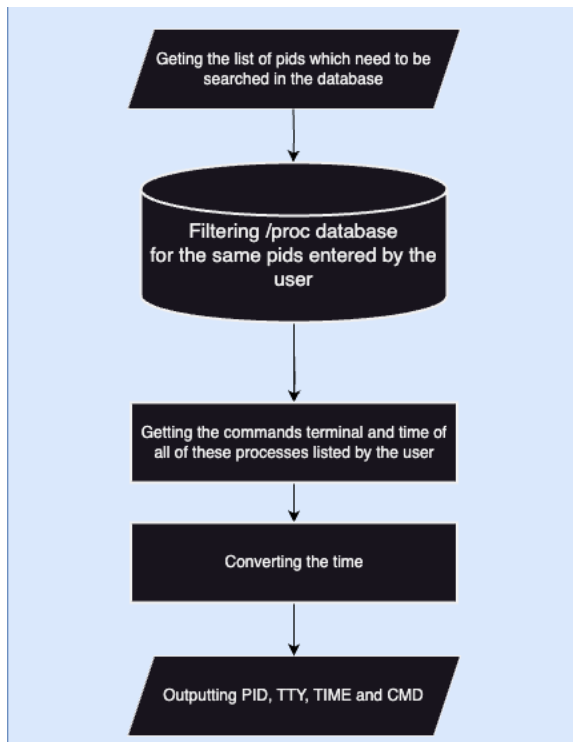 Geting the list of pids which need to be
searched in the database
Filtering /proc database
for the same pids entered by the
user
Getting the commands terminal and time of
all of these processes listed by the user
Converting the time
Outputting PID, TTY, TIME and CMD